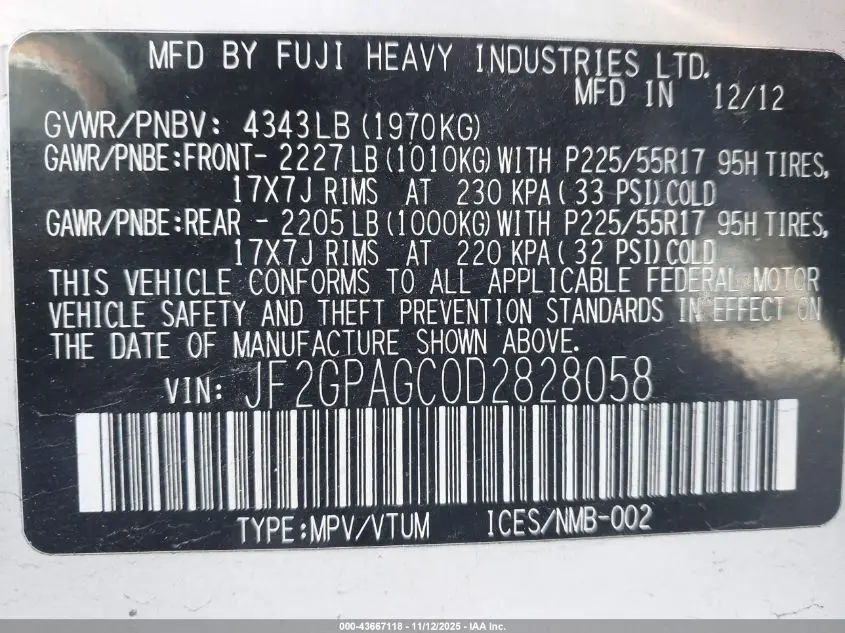 MFD BY FUJI HEAVY INDUSTRIES LTD.
MFD IN 12/12
GVWR/PNBV: 4343LB(1970KG)
GAWR/PNBE:FRONT- 2227LB(1010KG)WITH P225/55R17 95H TIRES,
17X7J RIMS AT 230 KPA(33 PSI)COLD
GAWR/PNBE:REAR - 2205LB(1000KG)WITH P225/55R17 95H TIRES,
17X7J RIMS AT 220 KPA(32 PSI)COLD
THIS VEHICLE CONFORMS TO ALL APPLICABLE FEDERAL MOTOR
VEHICLE SAFETY AND THEFT PREVENTION STANDARDS IN EFFECT ON
THE DATE OF MANUFACTURE SHOWN ABOVE.
VIN: JF2GPAGC0D2828058
TYPE:MPV/VTUM ICES/NMB-002
000-43667118 - 11/12/2025 - IAA Inc.